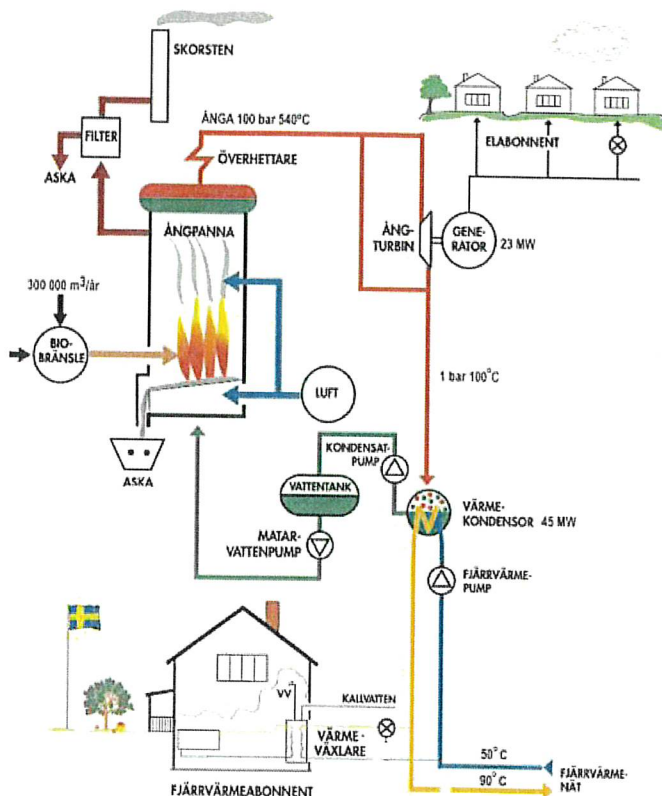 SKORSTEN
FILTER
ASKA
ÅNGA 100 bar 540°C
ÖVERHETTARE
ELABONNENT
ÅNGPANNA
ÅNG-
TURBIN
GENE-
RATOR
23 MW
300 000 m³/år
BIO-
BRÄNSLE
LUFT
1 bar 100°C
ASKA
KONDENSAT-
PUMP
VATTENTANK
MATAR-
VATTENPUMP
VÄRME-
KONDENSOR 45 MW
FJÄRRVÄRME-
PUMP
VV
KALLVATTEN
VÄRME-
VÄXLARE
FJÄRRVÄRMEABONNENT
50°C
90°C
FJÄRRVÄRME-
NÄT